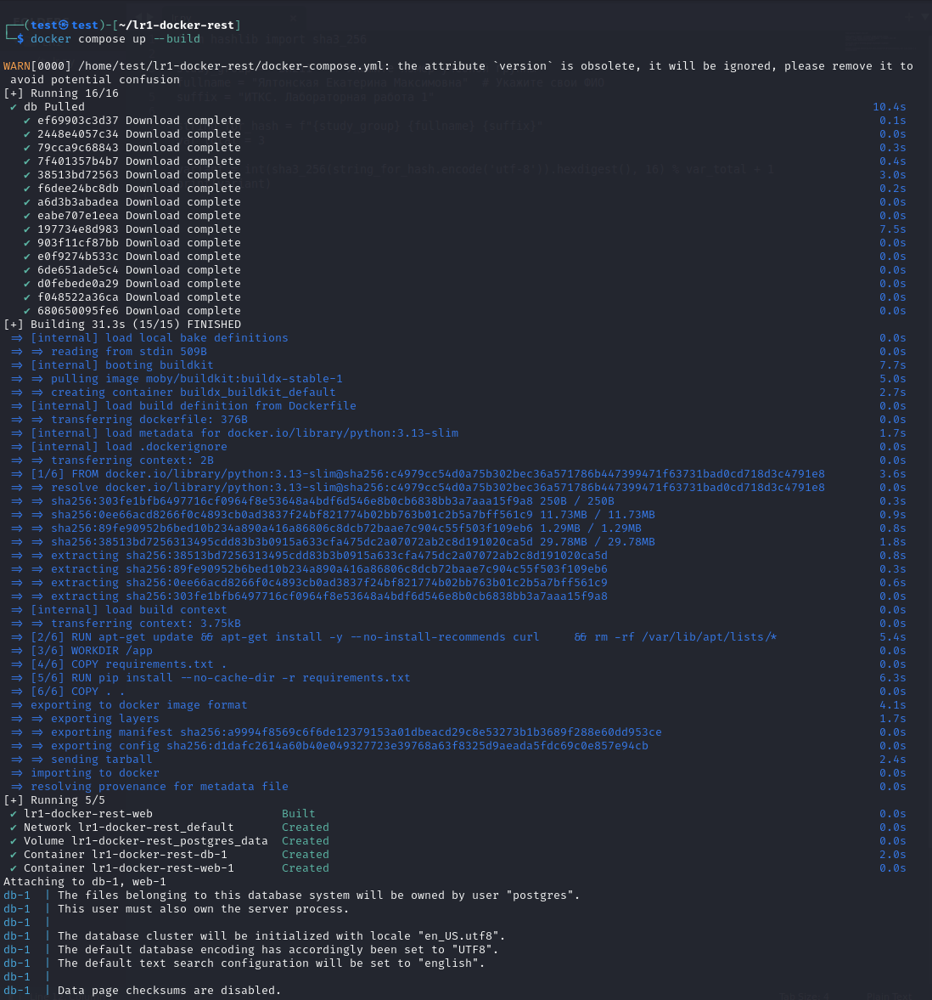 ┌──(test㉿test)-[~/lr1-docker-rest]
└─$ docker compose up --build
WARN[0000] /home/test/lr1-docker-rest/docker-compose.yml: the attribute `version` is obsolete, it will be ignored, please remove it to
avoid potential confusion
[+] Running 16/16
✔ db Pulled 10.4s
✔ ef69903c3d37 Download complete 0.1s
✔ 2448e4057c34 Download complete 0.0s
✔ 79cca9c68843 Download complete 0.3s
✔ 7f401357b4b7 Download complete 0.4s
✔ 38513bd72563 Download complete 3.0s
✔ f6dee24bc8db Download complete 0.2s
✔ a6d3b3abadea Download complete 0.0s
✔ eabe707e1eea Download complete 0.0s
✔ 197734e8d983 Download complete 7.5s
✔ 903f11cf87bb Download complete 0.0s
✔ e0f9274b533c Download complete 0.0s
✔ 6de651ade5c4 Download complete 0.0s
✔ d0febede0a29 Download complete 0.0s
✔ f048522a36ca Download complete 0.0s
✔ 680650095fe6 Download complete 0.0s
[+] Building 31.3s (15/15) FINISHED
=> [internal] load local bake definitions 0.0s
=> => reading from stdin 509B 0.0s
=> [internal] booting buildkit 7.7s
=> => pulling image moby/buildkit:buildx-stable-1 5.0s
=> => creating container buildx_buildkit_default 2.7s
=> [internal] load build definition from Dockerfile 0.0s
=> => transferring dockerfile: 376B 0.0s
=> [internal] load metadata for docker.io/library/python:3.13-slim 1.7s
=> [internal] load .dockerignore 0.0s
=> => transferring context: 2B 0.0s
=> [1/6] FROM docker.io/library/python:3.13-slim@sha256:c4979cc54d0a75b302bec36a571786b447399471f63731bad0cd718d3c4791e8 3.6s
=> => resolve docker.io/library/python:3.13-slim@sha256:c4979cc54d0a75b302bec36a571786b447399471f63731bad0cd718d3c4791e8 0.0s
=> => sha256:303fe1bfb6497716cf0964f8e53648a4bdf6d546e8b0cb6838bb3a7aaa15f9a8 250B / 250B 0.3s
=> => sha256:0ee66acd8266f0c4893cb0ad3837f24bf821774b02bb763b01c2b5a7bff561c9 11.73MB / 11.73MB 0.9s
=> => sha256:89fe90952b6bed10b234a890a416a86806c8dcb72baae7c904c55f503f109eb6 1.29MB / 1.29MB 0.8s
=> => sha256:38513bd7256313495cdd83b3b0915a633cfa475dc2a07072ab2c8d191020ca5d 29.78MB / 29.78MB 1.8s
=> => extracting sha256:38513bd7256313495cdd83b3b0915a633cfa475dc2a07072ab2c8d191020ca5d 0.8s
=> => extracting sha256:89fe90952b6bed10b234a890a416a86806c8dcb72baae7c904c55f503f109eb6 0.3s
=> => extracting sha256:0ee66acd8266f0c4893cb0ad3837f24bf821774b02bb763b01c2b5a7bff561c9 0.6s
=> => extracting sha256:303fe1bfb6497716cf0964f8e53648a4bdf6d546e8b0cb6838bb3a7aaa15f9a8 0.0s
=> [internal] load build context 0.0s
=> => transferring context: 3.75kB 0.0s
=> [2/6] RUN apt-get update && apt-get install -y --no-install-recommends curl     && rm -rf /var/lib/apt/lists/* 5.4s
=> [3/6] WORKDIR /app 0.0s
=> [4/6] COPY requirements.txt . 0.0s
=> [5/6] RUN pip install --no-cache-dir -r requirements.txt 6.3s
=> [6/6] COPY . . 0.0s
=> exporting to docker image format 4.1s
=> => exporting layers 1.7s
=> => exporting manifest sha256:a9994f8569c6f6de12379153a01dbeacd29c8e53273b1b3689f288e60dd953ce 0.0s
=> => exporting config sha256:d1dafc2614a60b40e049327723e39768a63f8325d9aeada5fdc69c0e857e94cb 0.0s
=> => sending tarball 2.4s
=> importing to docker 0.0s
=> resolving provenance for metadata file 0.0s
[+] Running 5/5
✔ lr1-docker-rest-web Built 0.0s
✔ Network lr1-docker-rest_default Created 0.0s
✔ Volume lr1-docker-rest_postgres_data Created 0.0s
✔ Container lr1-docker-rest-db-1 Created 2.0s
✔ Container lr1-docker-rest-web-1 Created 0.0s
Attaching to db-1, web-1
db-1 | The files belonging to this database system will be owned by user "postgres".
db-1 | This user must also own the server process.
db-1 |
db-1 | The database cluster will be initialized with locale "en_US.utf8".
db-1 | The default database encoding has accordingly been set to "UTF8".
db-1 | The default text search configuration will be set to "english".
db-1 |
db-1 | Data page checksums are disabled.